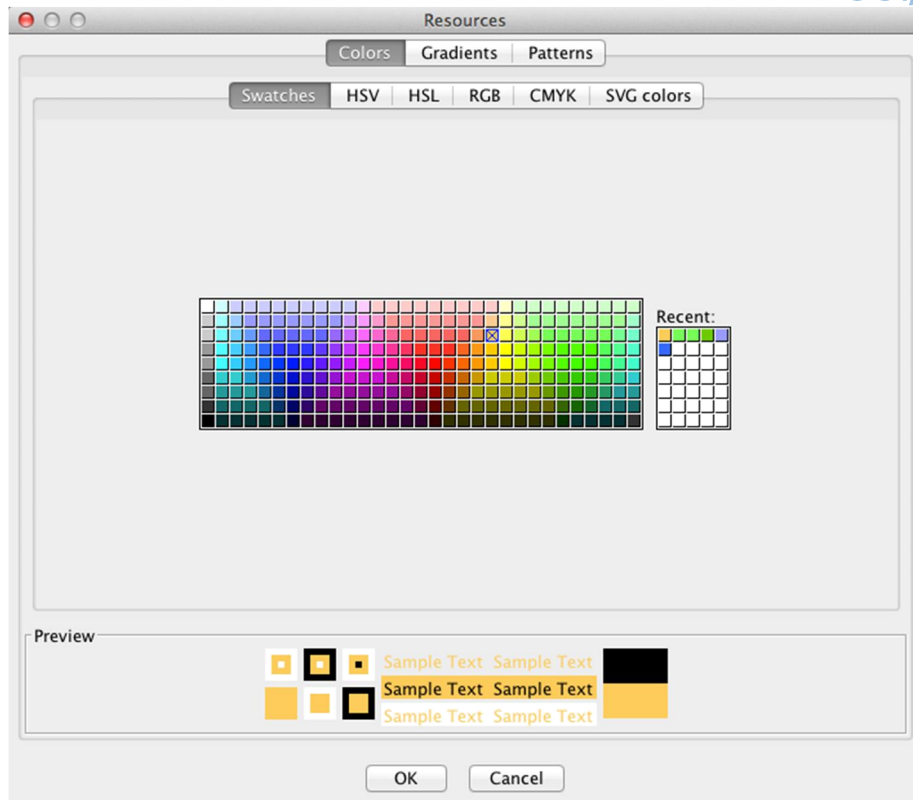 Resources
Colors Gradients Patterns
Swatches HSV HSL RGB CMYK SVG colors
Recent:
Preview
Sample Text Sample Text
Sample Text Sample Text
Sample Text Sample Text
OK Cancel